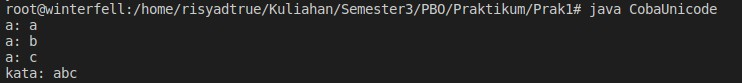 root@winterfell:/home/risyadtrue/Kuliahan/Semester3/PBO/Praktikum/Prak1# java CobaUnicode
a: a
a: b
a: c
kata: abc